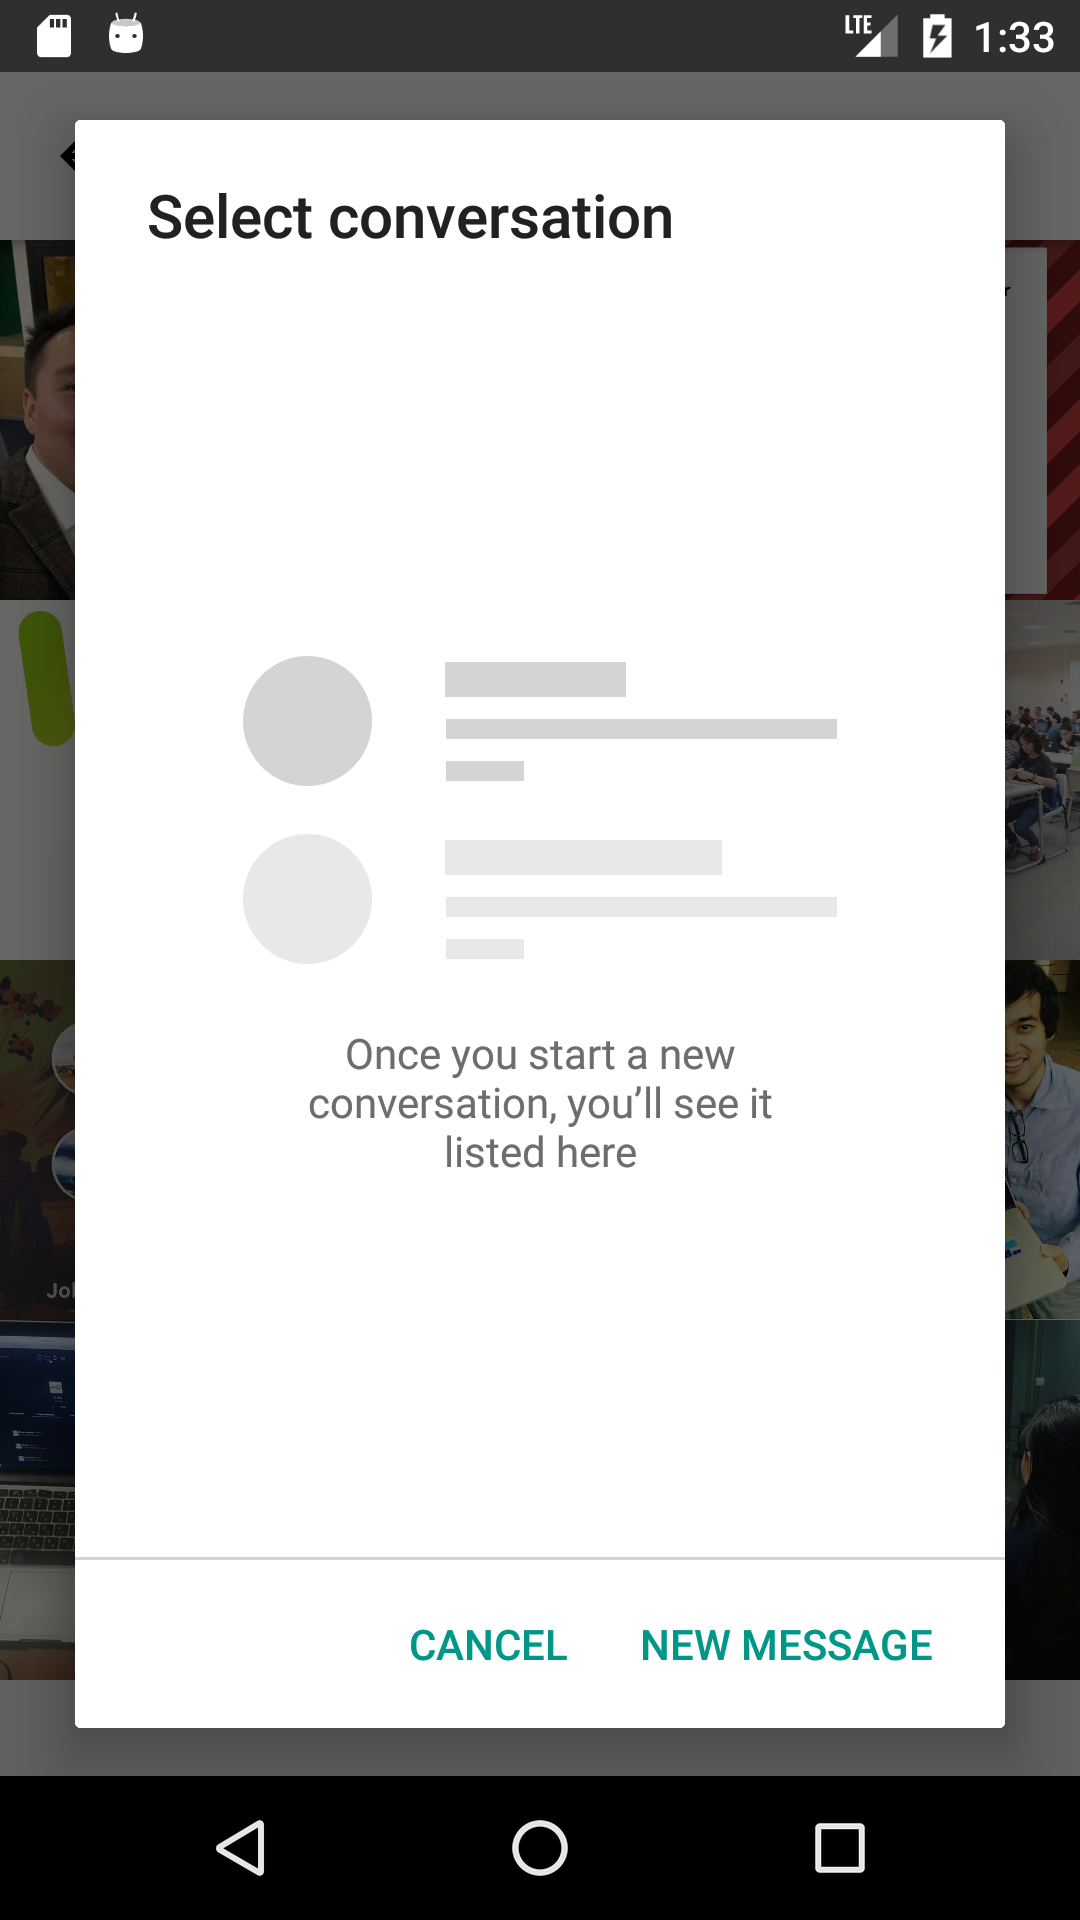 LTE 1:33
Select conversation
Once you start a new
conversation, you’ll see it
listed here
CANCEL NEW MESSAGE